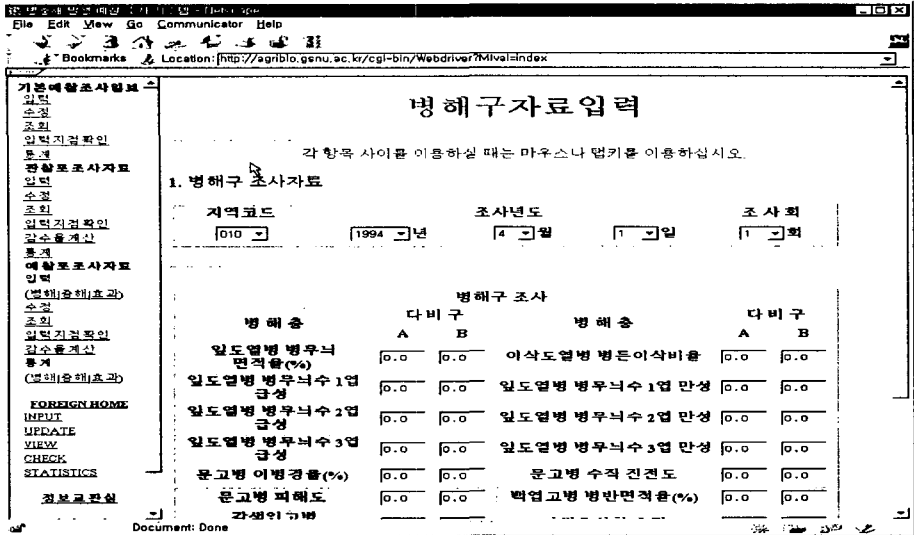 File Edit View Go Communicator Help
Bookmarks Location: http://agriblo.gsnu.ac.kr/cgi-bin/Webdriver?MIval=index
기본예찰조사일보
입력
수정
조회
입력지점확인
통계
관찰포조사자료
입력
수정
조회
입력지점확인
감수율계산
통계
예찰포조사자료
입력
(병해|충해|효과)
수정
조회
입력지점확인
감수율계산
통계
(병해|충해|효과)
FOREIGN HOME
INPUT
UPDATE
VIEW
CHECK
STATISTICS
정보교환실
병해구자료입력
각 항목 사이를 이용하실 때는 마우스나 탭키를 이용하십시오.
1. 병해구 조사자료
지역코드 조사년도 조사회
010 1994 년 4 월 1 일 1 회
병해구 조사
병해충 다비구 병해충 다비구
A B A B
잎도열병 병무늬 면적율(%) 0.0 0.0 이삭도열병 병든이삭비율 0.0 0.0
잎도열병 병무늬수 1엽 급성 0.0 0.0 잎도열병 병무늬수 1엽 만성 0.0 0.0
잎도열병 병무늬수 2엽 급성 0.0 0.0 잎도열병 병무늬수 2엽 만성 0.0 0.0
잎도열병 병무늬수 3엽 급성 0.0 0.0 잎도열병 병무늬수 3엽 만성 0.0 0.0
문고병 이병경율(%) 0.0 0.0 문고병 수직 진전도 0.0 0.0
문고병 피해도 0.0 0.0 백엽고병 병반면적율(%) 0.0 0.0
Document: Done